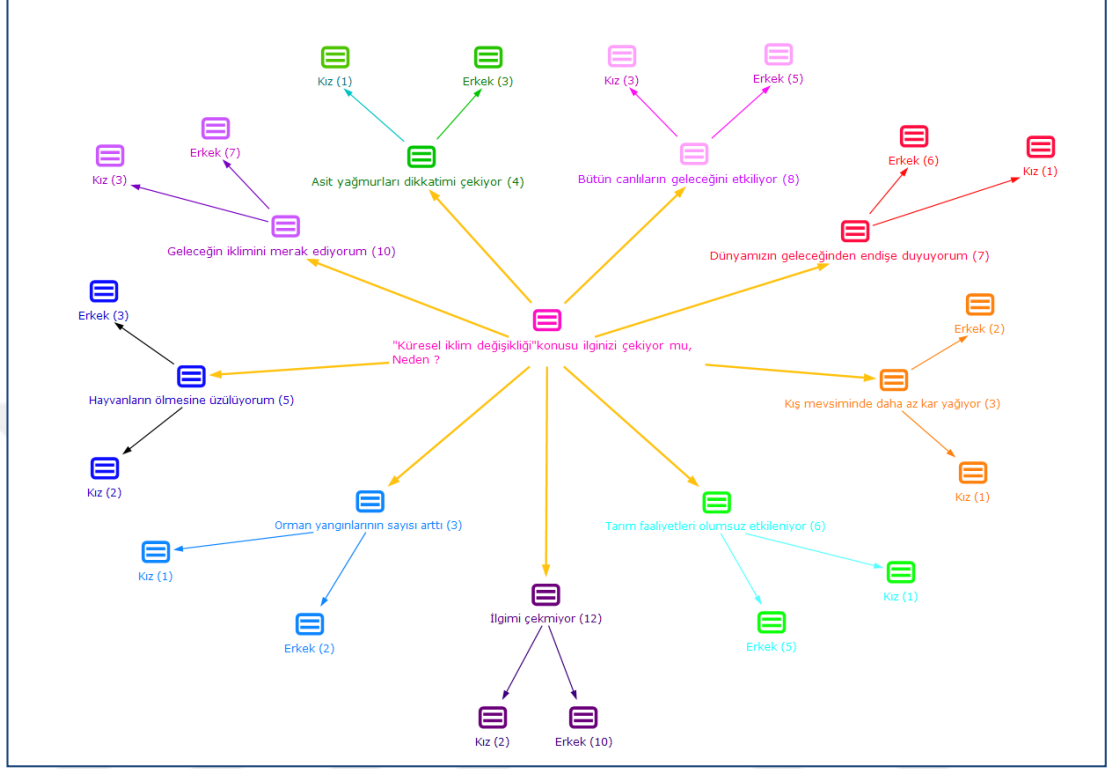 Kız (1)
Erkek (3)
Asit yağmurları dikkatimi çekiyor (4)
Kız (3)
Erkek (5)
Bütün canlıların geleceğini etkiliyor (8)
Erkek (7)
Kız (3)
Geleceğin iklimini merak ediyorum (10)
Erkek (6)
Kız (1)
Dünyamızın geleceğinden endişe duyuyorum (7)
Erkek (3)
Hayvanların ölmesine üzülüyorum (5)
Kız (2)
"Küresel iklim değişikliği"konusu ilginizi çekiyor mu,
Neden ?
Erkek (2)
Kış mevsiminde daha az kar yağıyor (3)
Kız (1)
Orman yangınlarının sayısı arttı (3)
Kız (1)
Erkek (2)
Tarım faaliyetleri olumsuz etkileniyor (6)
Kız (1)
Erkek (5)
İlgimi çekmiyor (12)
Kız (2)
Erkek (10)